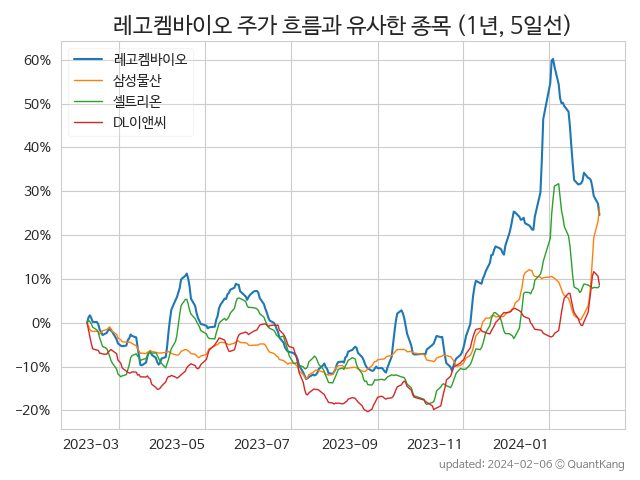 레고켐바이오 주가 흐름과 유사한 종목 (1년, 5일선)
레고켐바이오
삼성물산
셀트리온
DL이앤씨
60%
50%
40%
30%
20%
10%
0%
−10%
−20%
2023-03 2023-05 2023-07 2023-09 2023-11 2024-01
updated: 2024-02-06 © QuantKang